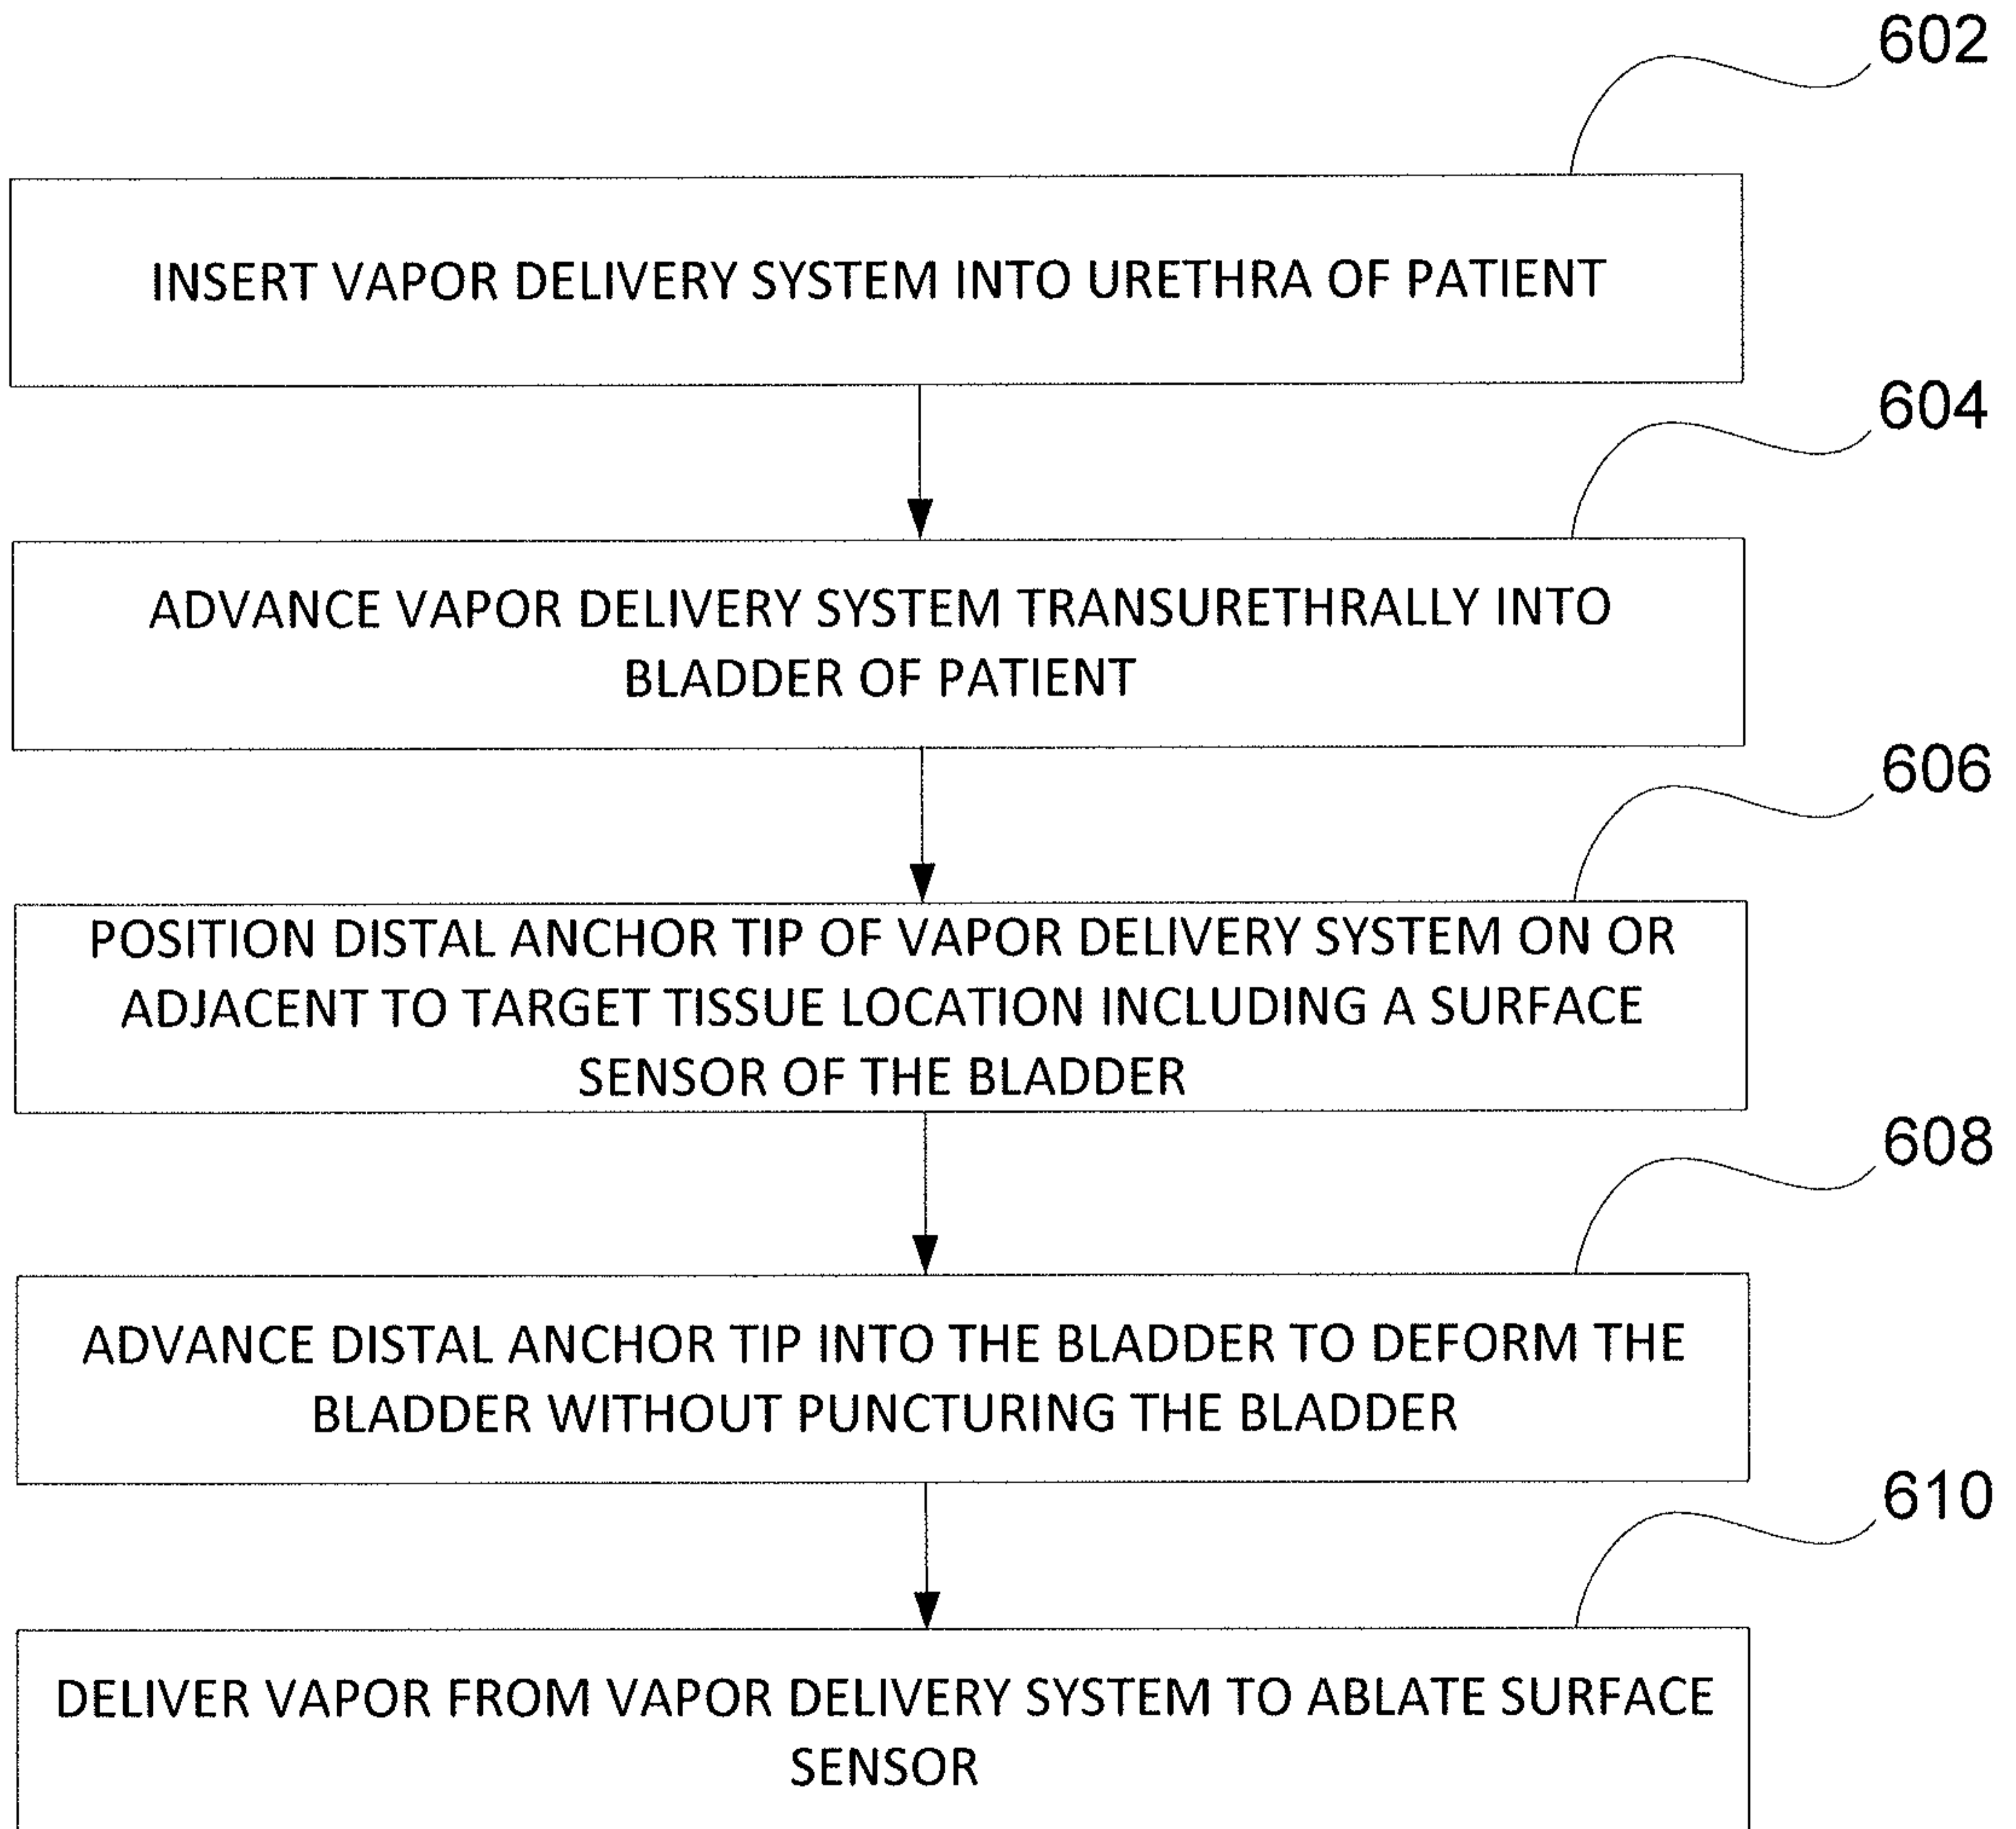 602
INSERT VAPOR DELIVERY SYSTEM INTO URETHRA OF PATIENT
604
ADVANCE VAPOR DELIVERY SYSTEM TRANSURETHRALLY INTO
BLADDER OF PATIENT
606
POSITION DISTAL ANCHOR TIP OF VAPOR DELIVERY SYSTEM ON OR
ADJACENT TO TARGET TISSUE LOCATION INCLUDING A SURFACE
SENSOR OF THE BLADDER
608
ADVANCE DISTAL ANCHOR TIP INTO THE BLADDER TO DEFORM THE
BLADDER WITHOUT PUNCTURING THE BLADDER
610
DELIVER VAPOR FROM VAPOR DELIVERY SYSTEM TO ABLATE SURFACE
SENSOR